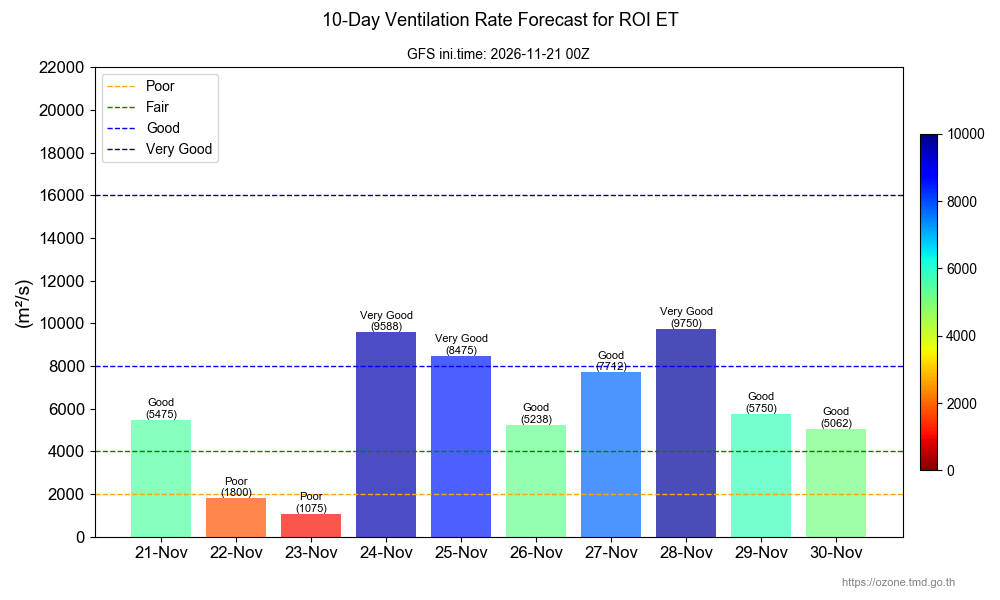 10-Day Ventilation Rate Forecast for ROI ET
GFS ini.time: 2026-11-21 00Z
(m²/s)
22000
20000
18000
16000
14000
12000
10000
8000
6000
4000
2000
0
Poor
Fair
Good
Very Good
Good
(5475)
Poor
(1800)
Poor
(1075)
Very Good
(9588)
Very Good
(8475)
Good
(5238)
Good
(7712)
Very Good
(9750)
Good
(5750)
Good
(5062)
21-Nov
22-Nov
23-Nov
24-Nov
25-Nov
26-Nov
27-Nov
28-Nov
29-Nov
30-Nov
10000
8000
6000
4000
2000
0
https://ozone.tmd.go.th